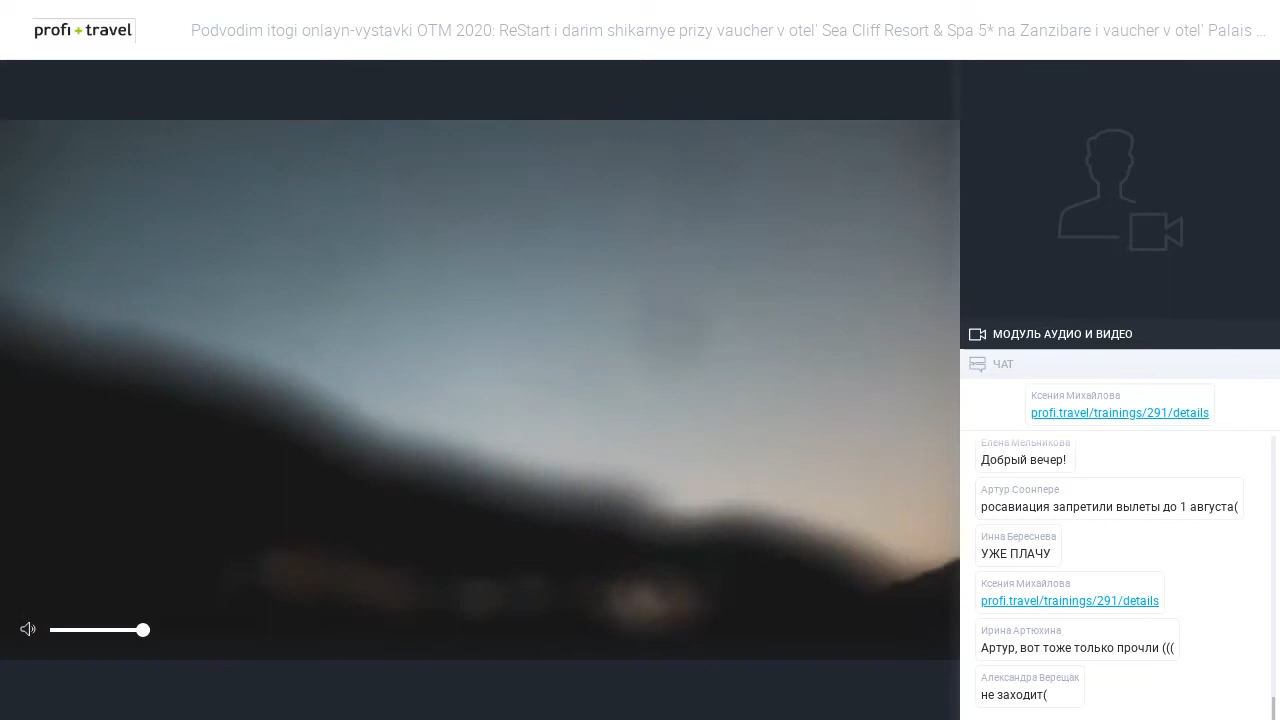 profi + travel
Podvodim itogi onlayn-vystavki OTM 2020: ReStart i darim shikarnye prizy vaucher v otel' Sea Cliff Resort & Spa 5* na Zanzibare i vaucher v otel' Palais ...
МОДУЛЬ АУДИО И ВИДЕО
ЧАТ
Ксения Михайлова
profi.travel/trainings/291/details
Елена Мельникова
Добрый вечер!
Артур Соонпере
росавиация запретили вылеты до 1 августа(
Инна Береснева
УЖЕ ПЛАЧУ
Ксения Михайлова
profi.travel/trainings/291/details
Ирина Артюхина
Артур, вот тоже только прочли (((
Александра Верещак
не заходит(